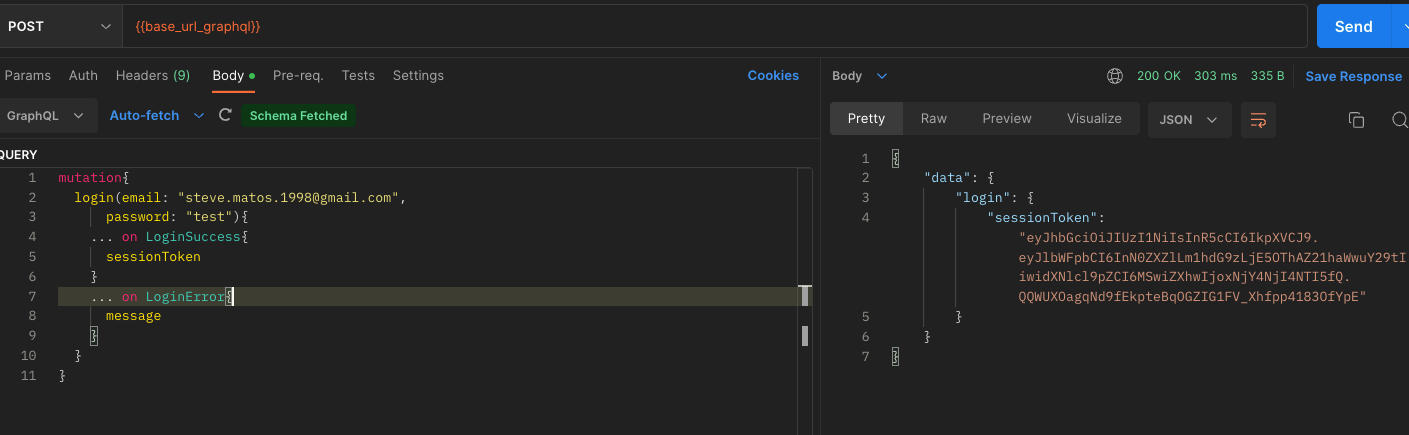 POST {{base_url_graphql}} Send
Params Auth Headers (9) Body Pre-req. Tests Settings Cookies
Body 200 OK 303 ms 335 B Save Response
GraphQL Auto-fetch Schema Fetched
Pretty Raw Preview Visualize JSON
QUERY
1 mutation{
2 login(email: "steve.matos.1998@gmail.com",
3 password: "test"){
4 ... on LoginSuccess{
5 sessionToken
6 }
7 ... on LoginError{
8 message
9 }
10 }
11 }
1 {
2 "data": {
3 "login": {
4 "sessionToken":
"eyJhbGciOiJIUzI1NiIsInR5cCI6IkpXVCJ9.
eyJlbWFpbCI6InN0ZXZlLm1hdG9zLjE5OThAZ21haWwuY29tI
iwidXNlcl9pZCI6MSwiZXhwIjoxNjY4NjI4NTI5fQ.
QQWUXOagqNd9fEkpteBqOGZIG1FV_Xhfpp4183OfYpE"
5 }
6 }
7 }